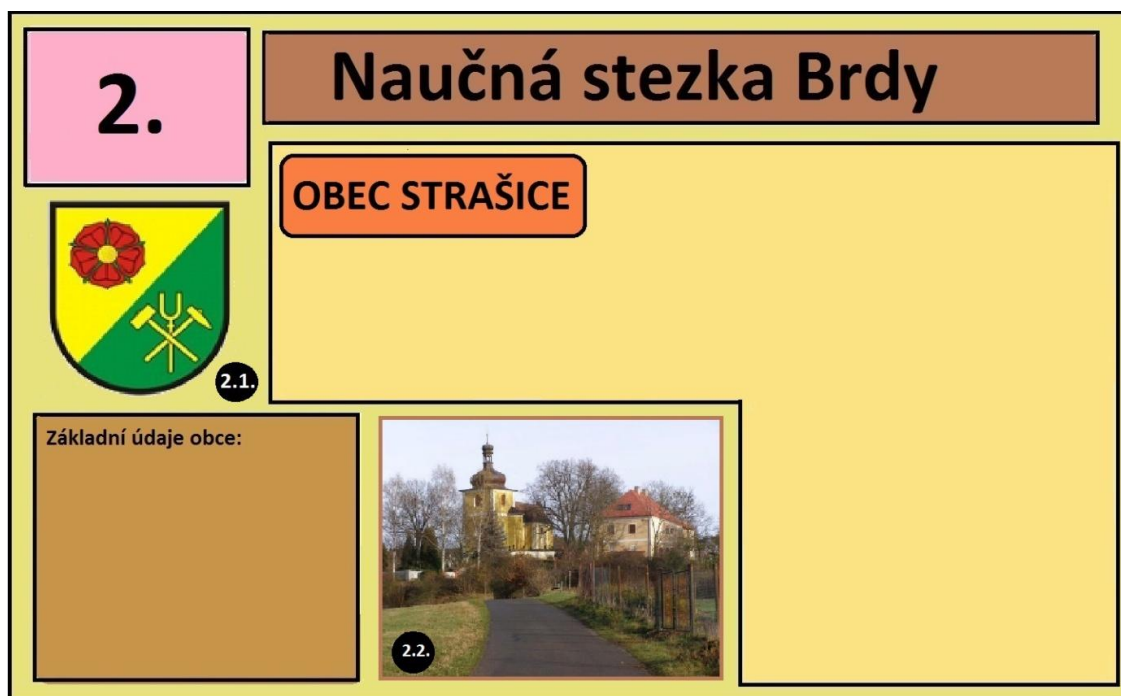 2.
Naučná stezka Brdy
OBEC STRAŠICE
2.1.
Základní údaje obce:
2.2.